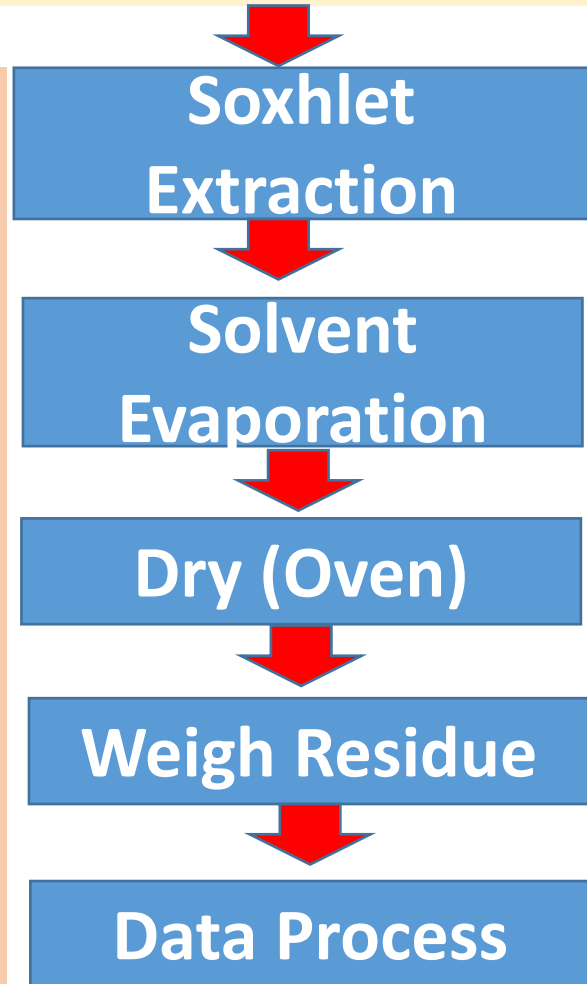 Soxhlet
Extraction
Solvent
Evaporation
Dry (Oven)
Weigh Residue
Data Process